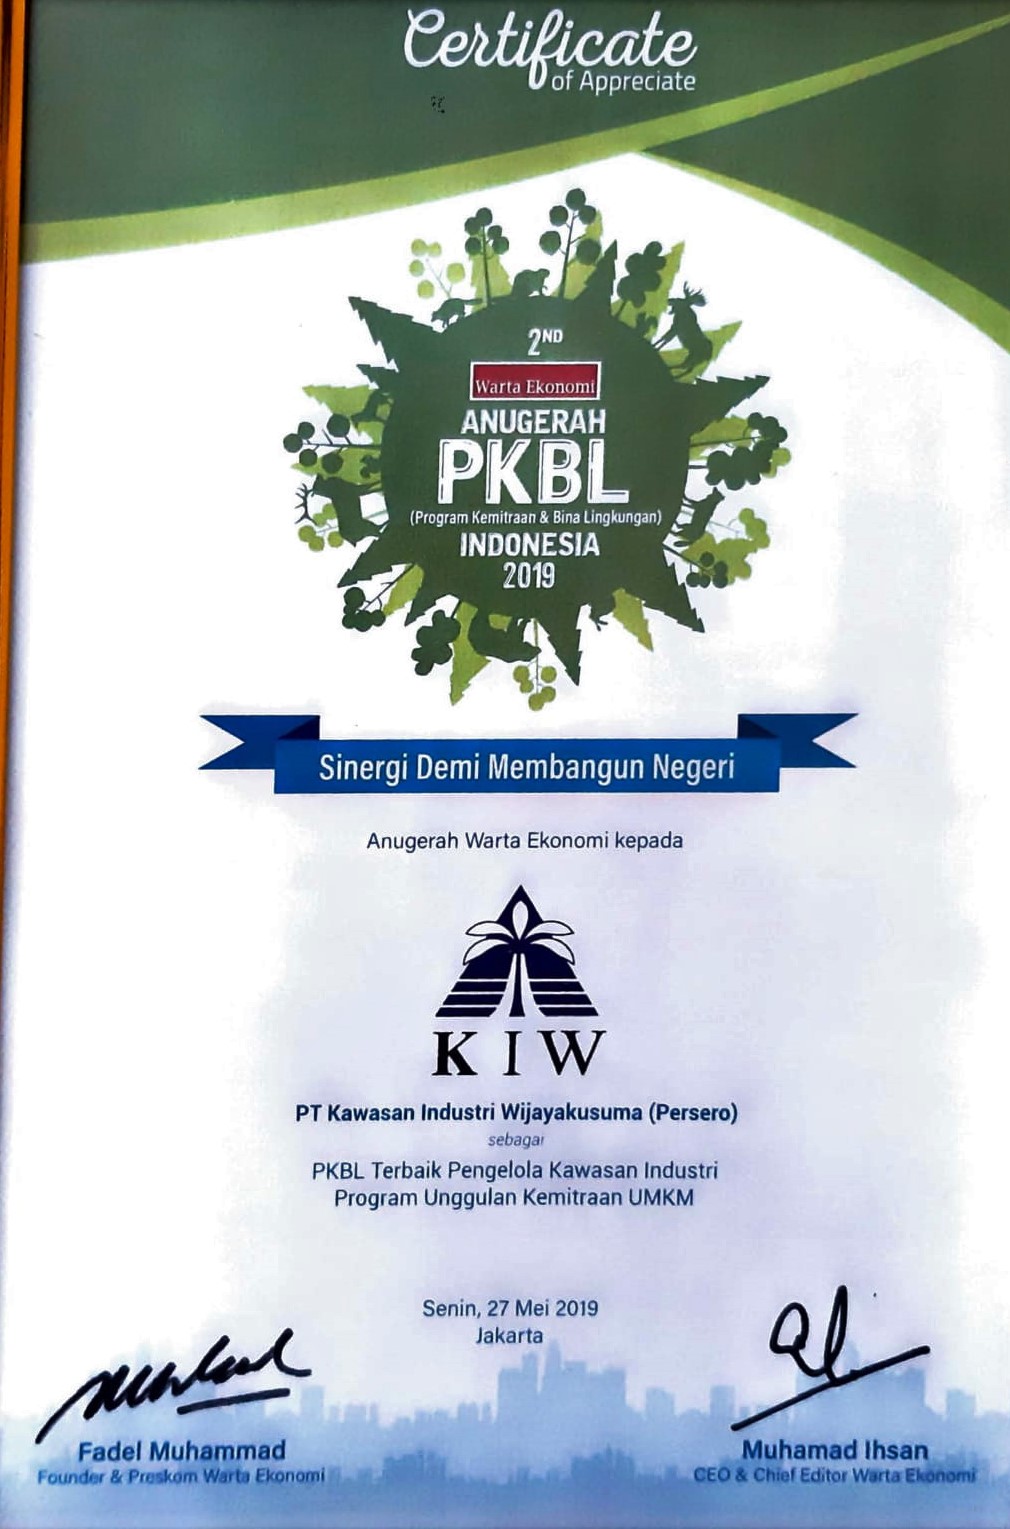 Certificate
of Appreciate
2ND
Warta Ekonomi
ANUGERAH
PKBL
(Program Kemitraan & Bina Lingkungan)
INDONESIA
2019
Sinergi Demi Membangun Negeri
Anugerah Warta Ekonomi kepada
KIW
PT Kawasan Industri Wijayakusuma (Persero)
sebagai
PKBL Terbaik Pengelola Kawasan Industri
Program Unggulan Kemitraan UMKM
Senin, 27 Mei 2019
Jakarta
Fadel Muhammad
Founder & Preskom Warta Ekonomi
Muhamad Ihsan
CEO & Chief Editor Warta Ekonomi